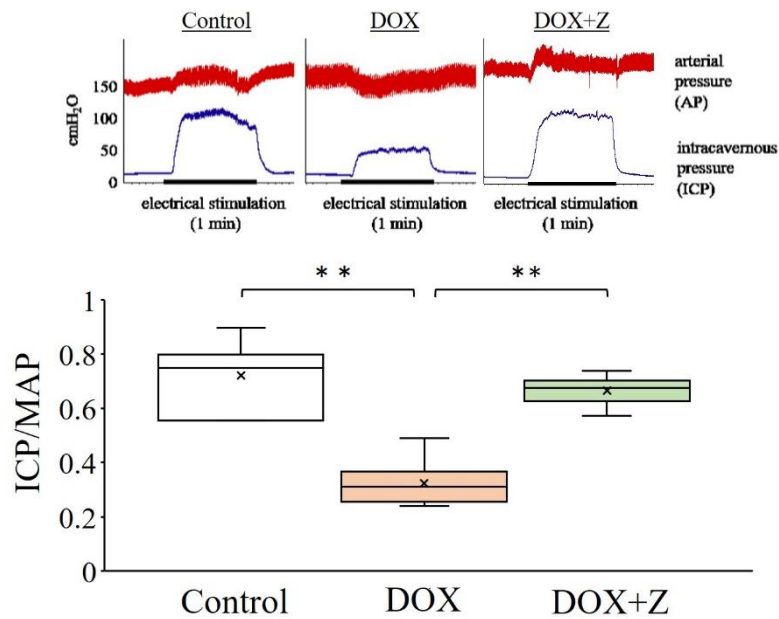 Control DOX DOX+Z
cmH₂O
150
100
50
0
arterial
pressure
(AP)
intracavernous
pressure
(ICP)
electrical stimulation electrical stimulation electrical stimulation
(1 min) (1 min) (1 min)
** **
ICP/MAP
1
0.8
0.6
0.4
0.2
0
Control DOX DOX+Z